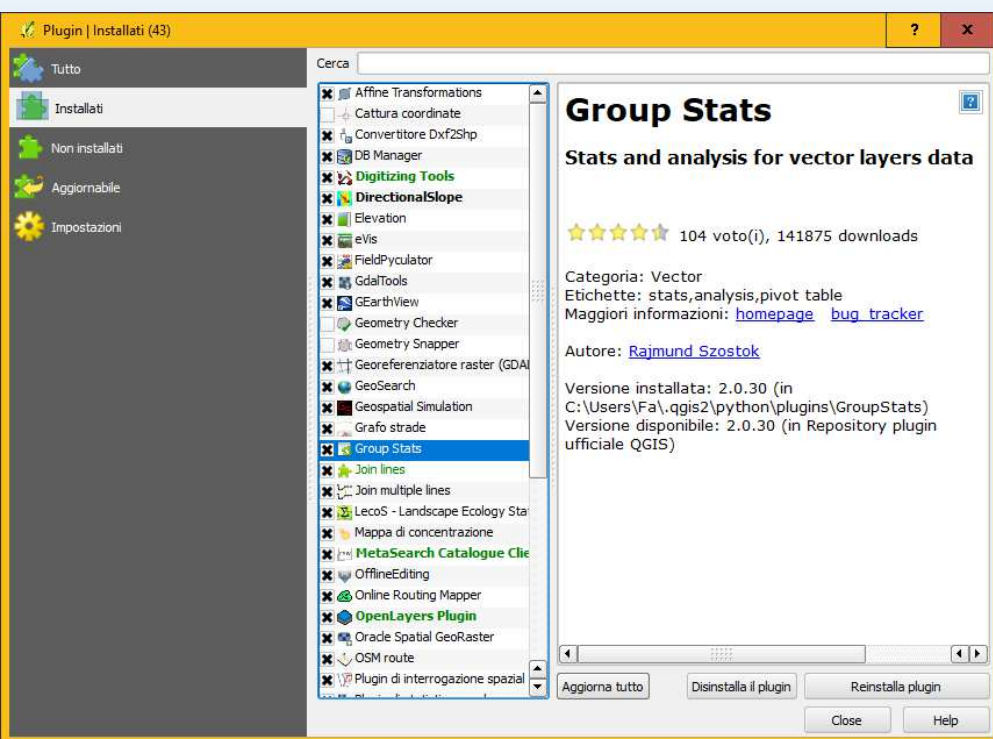 Plugin | Installati (43)
?
x
Tutto
Installati
Non installati
Aggiornabile
Impostazioni
Cerca
Affine Transformations
Cattura coordinate
Convertitore Dxf2Shp
DB Manager
Digitizing Tools
DirectionalSlope
Elevation
eVis
FieldPyculator
GdalTools
GEarthView
Geometry Checker
Geometry Snapper
Georeferenziatore raster (GDAL
GeoSearch
Geospatial Simulation
Grafo strade
Group Stats
Join lines
Join multiple lines
LecoS - Landscape Ecology Stat
Mappa di concentrazione
MetaSearch Catalogue Clie
OfflineEditing
Online Routing Mapper
OpenLayers Plugin
Oracle Spatial GeoRaster
OSM route
Plugin di interrogazione spazial
Group Stats
?
Stats and analysis for vector layers data
104 voto(i), 141875 downloads
Categoria: Vector
Etichette: stats,analysis,pivot table
Maggiori informazioni: homepage bug tracker
Autore: Rajmund Szostok
Versione installata: 2.0.30 (in
C:\Users\Fa\.qgis2\python\plugins\GroupStats)
Versione disponibile: 2.0.30 (in Repository plugin
ufficiale QGIS)
Aggiorna tutto
Disinstalla il plugin
Reinstalla plugin
Close
Help